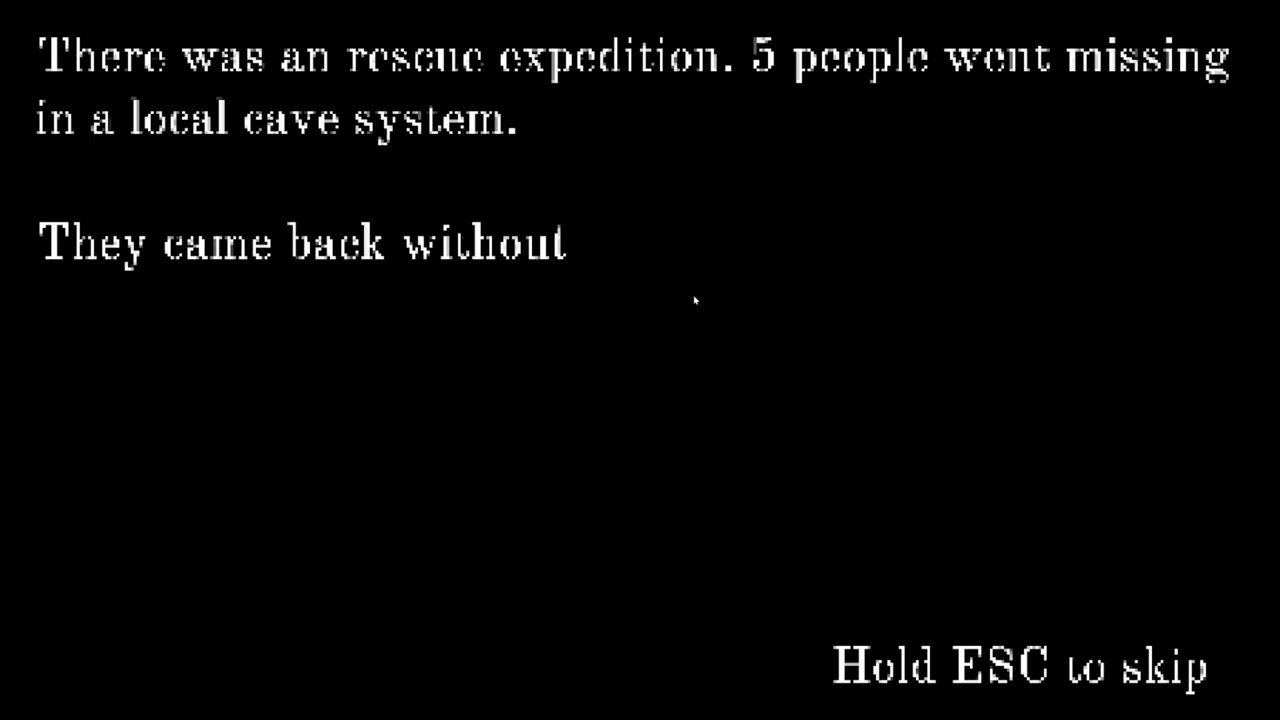 There was an rescue expedition. 5 people went missing
in a local cave system.
They came back without
Hold ESC to skip